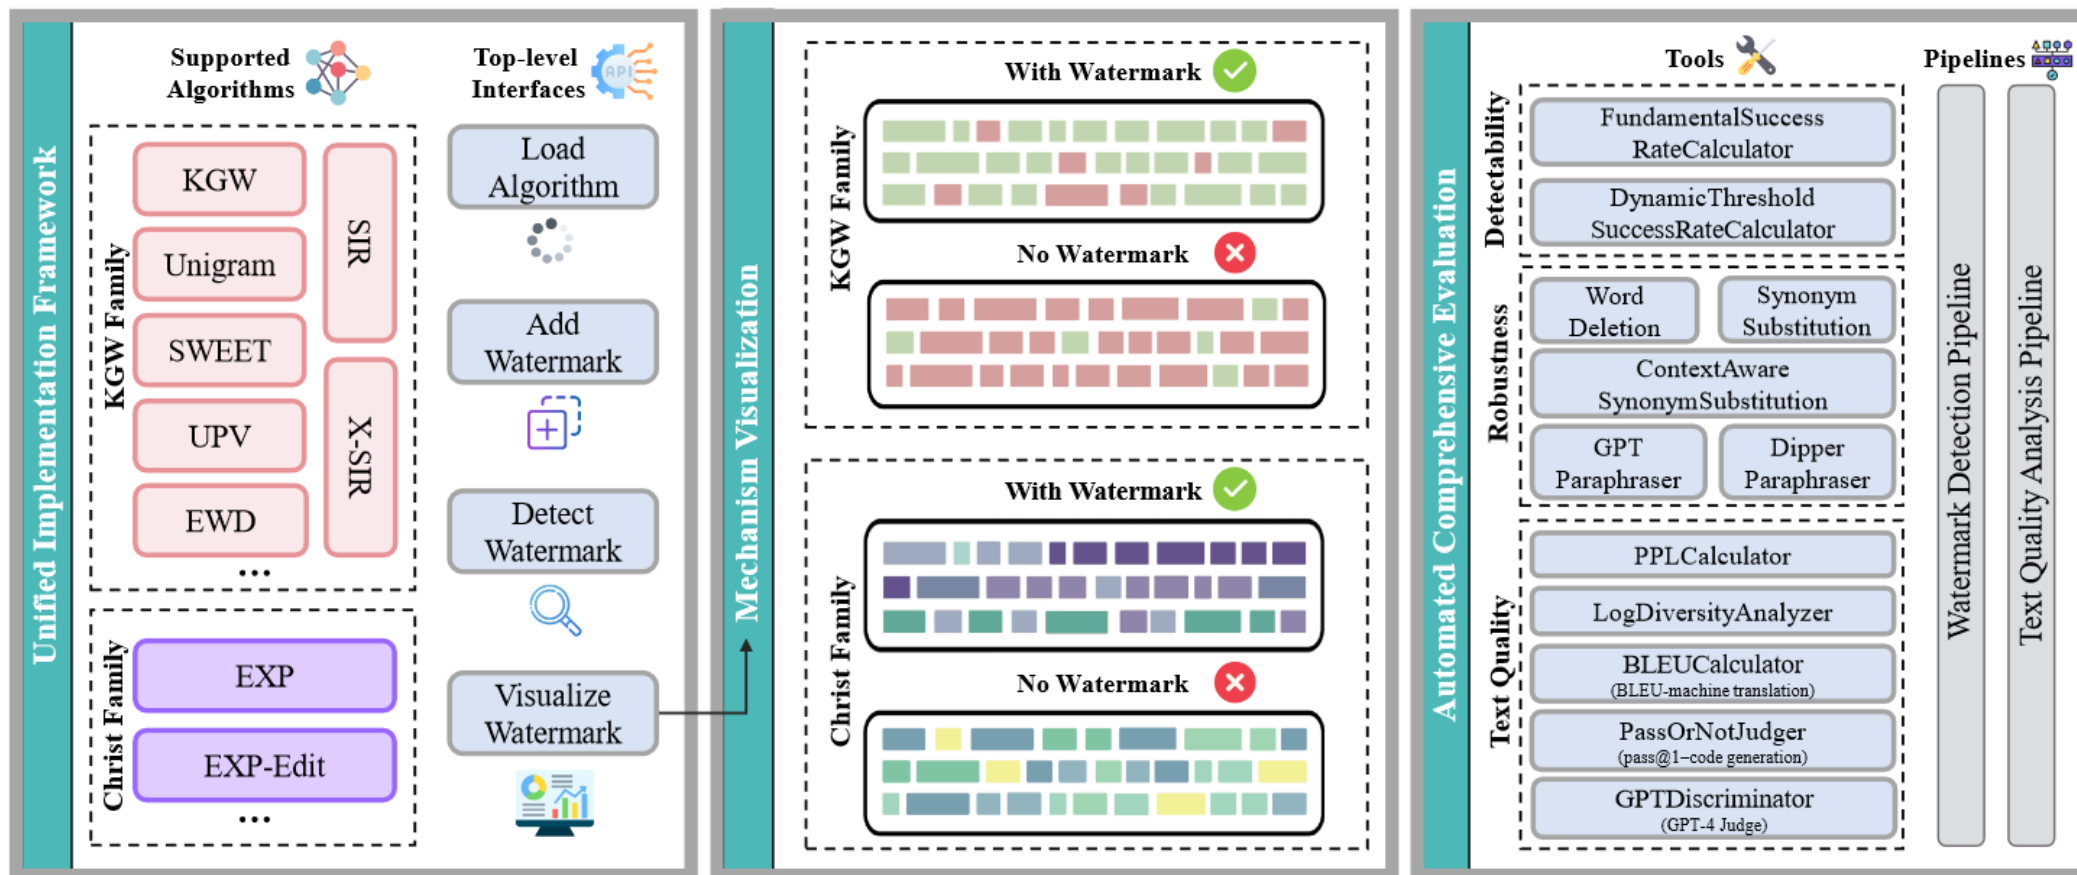 Unified Implementation Framework
Supported
Algorithms
KGW Family
KGW
Unigram
SWEET
UPV
EWD
SIR
X-SIR
...
Christ Family
EXP
EXP-Edit
...
Top-level
Interfaces
API
Load
Algorithm
Add
Watermark
Detect
Watermark
Visualize
Watermark
Mechanism Visualization
KGW Family
With Watermark
No Watermark
Christ Family
With Watermark
No Watermark
Automated Comprehensive Evaluation
Tools
Detectability
FundamentalSuccess
RateCalculator
DynamicThreshold
SuccessRateCalculator
Robustness
Word
Deletion
Synonym
Substitution
ContextAware
SynonymSubstitution
GPT
Paraphraser
Dipper
Paraphraser
Text Quality
PPLCalculator
LogDiversityAnalyzer
BLEUCalculator
(BLEU-machine translation)
PassOrNotJudger
(pass@1–code generation)
GPTDiscriminator
(GPT-4 Judge)
Pipelines
Watermark Detection Pipeline
Text Quality Analysis Pipeline